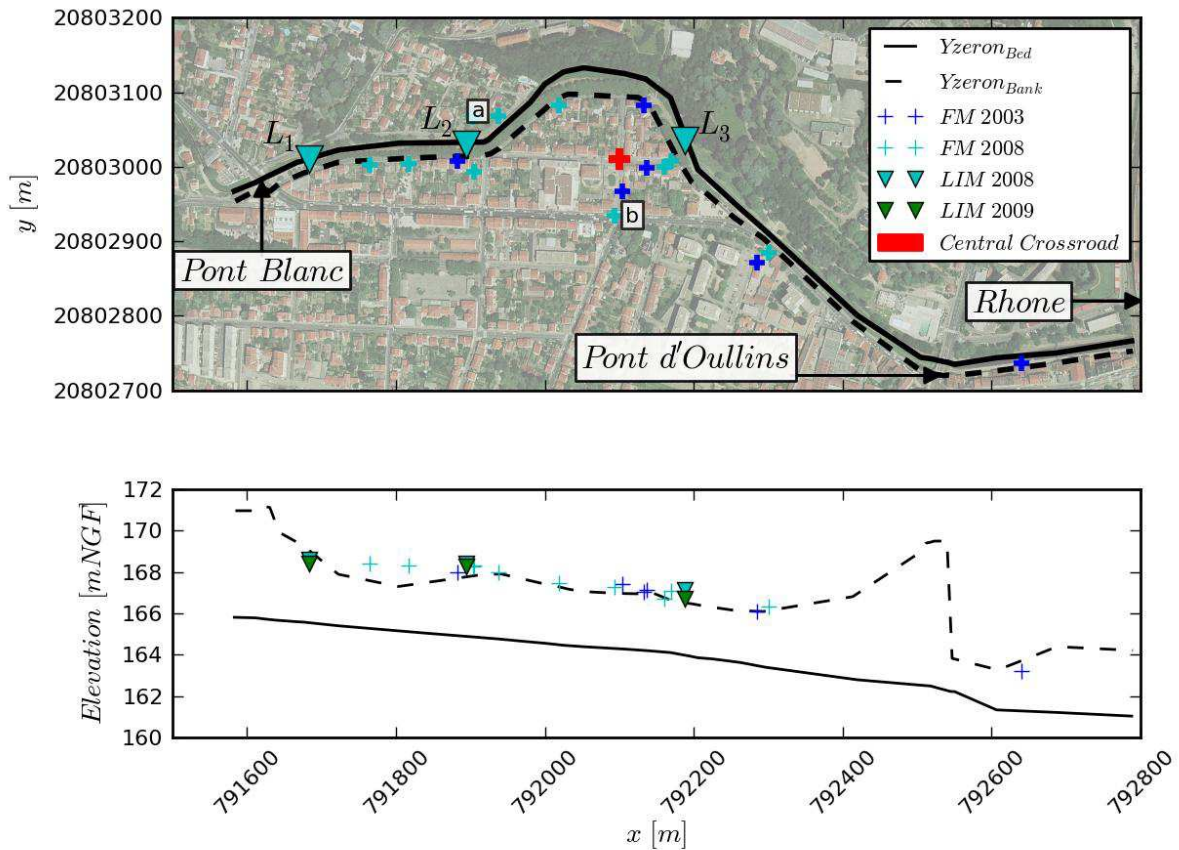 20803200
20803100
20803000
20802900
20802800
20802700
y [m]
L1
L2
L3
a
b
Pont Blanc
Pont d'Oullins
Rhone
YzeronBed
YzeronBank
FM 2003
FM 2008
LIM 2008
LIM 2009
Central Crossroad
172
170
168
166
164
162
160
Elevation [mNGF]
791600
791800
792000
792200
792400
792600
792800
x [m]